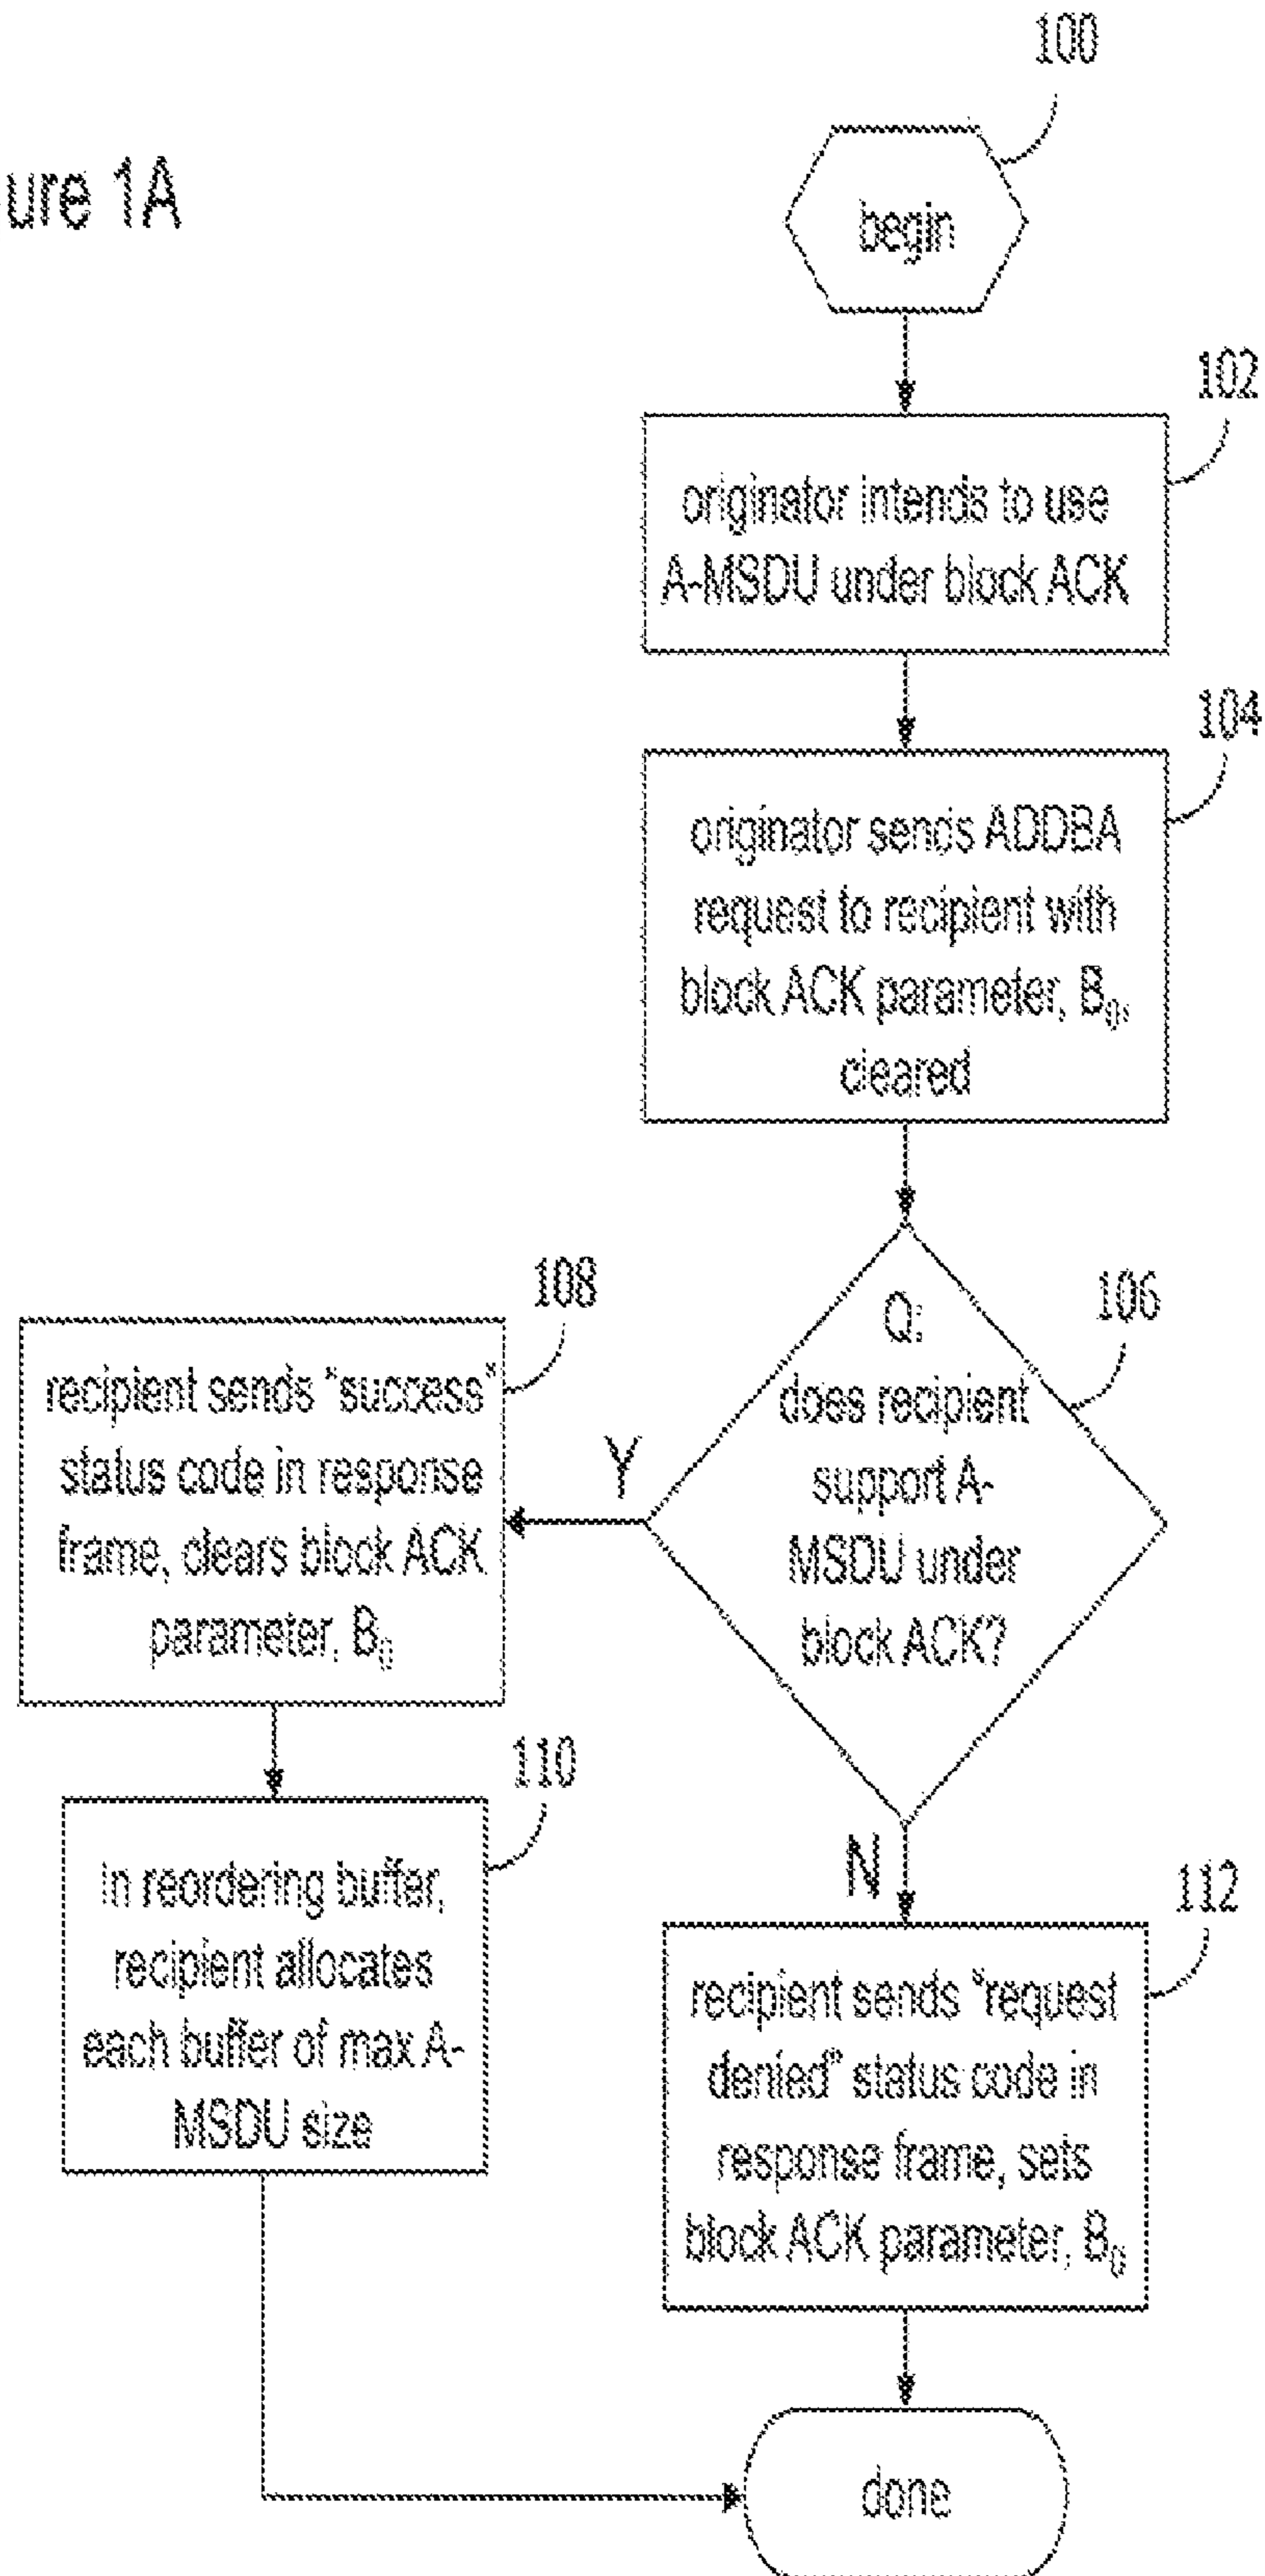 ure 1A
100
begin
102
originator intends to use
A-MSDU under block ACK
104
originator sends ADDBA
request to recipient with
block ACK parameter, B₀,
cleared
106
Q:
does recipient
support A-
MSDU under
block ACK?
Y
N
108
recipient sends "success"
status code in response
frame, clears block ACK
parameter, B₀
110
in reordering buffer,
recipient allocates
each buffer of max A-
MSDU size
112
recipient sends "request
denied" status code in
response frame, sets
block ACK parameter, B₀
done